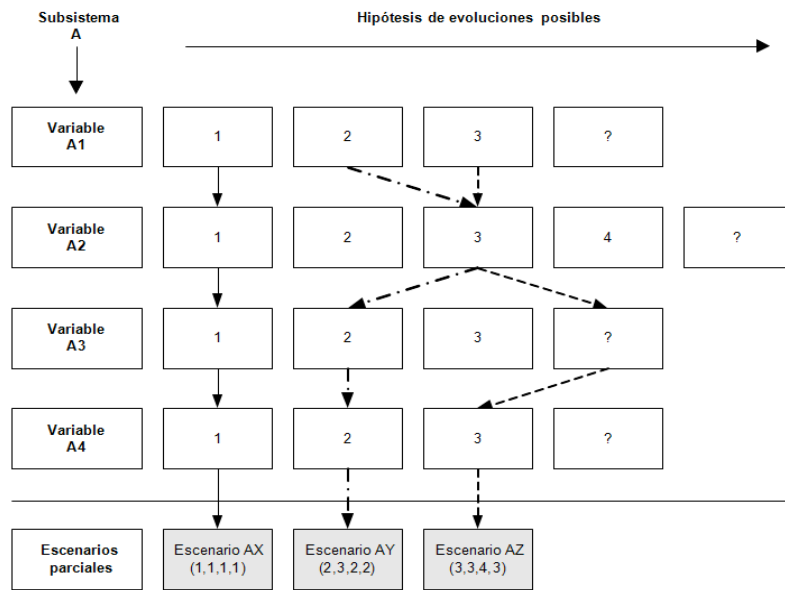 Subsistema
A
Hipótesis de evoluciones posibles
Variable
A1
1
2
3
?
Variable
A2
1
2
3
4
?
Variable
A3
1
2
3
?
Variable
A4
1
2
3
?
Escenarios
parciales
Escenario AX
(1,1,1,1)
Escenario AY
(2,3,2,2)
Escenario AZ
(3,3,4,3)